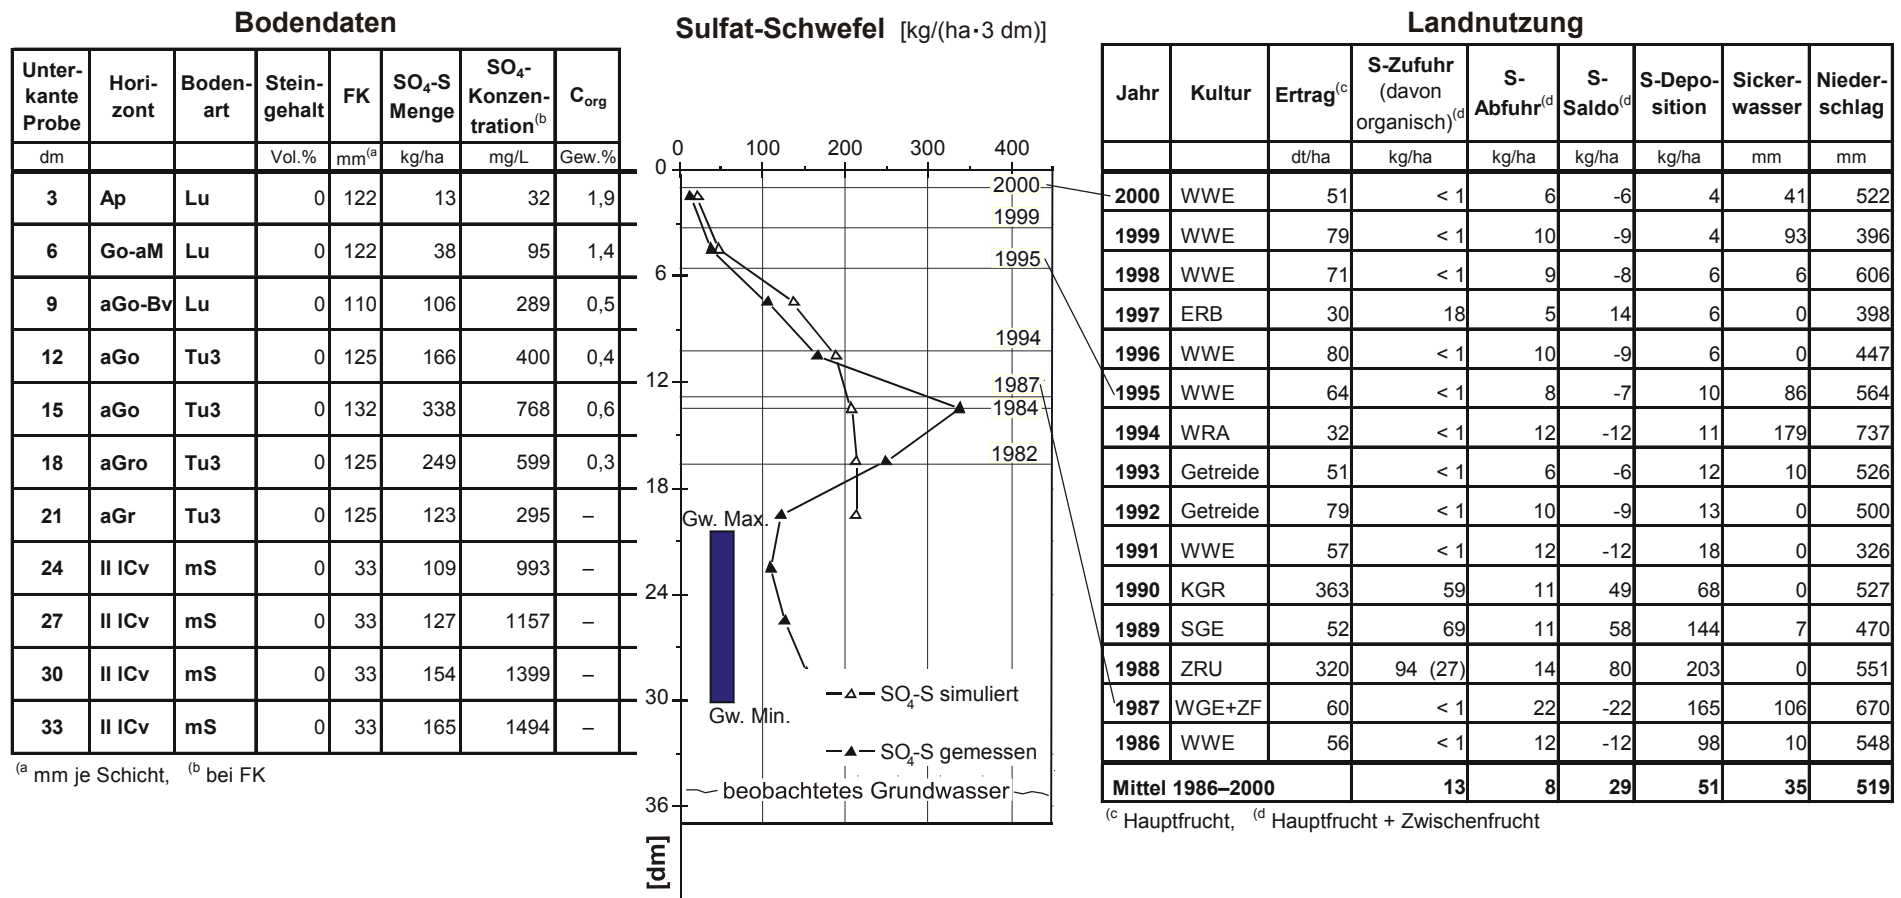 Bodendaten
Unter-kante Probe | Hori-zont | Boden-art | Stein-gehalt | FK | SO4-S Menge | SO4-Konzen-tration(b | Corg
dm | | | Vol.% | mm(a | kg/ha | mg/L | Gew.%
3 | Ap | Lu | 0 | 122 | 13 | 32 | 1,9
6 | Go-aM | Lu | 0 | 122 | 38 | 95 | 1,4
9 | aGo-Bv | Lu | 0 | 110 | 106 | 289 | 0,5
12 | aGo | Tu3 | 0 | 125 | 166 | 400 | 0,4
15 | aGo | Tu3 | 0 | 132 | 338 | 768 | 0,6
18 | aGro | Tu3 | 0 | 125 | 249 | 599 | 0,3
21 | aGr | Tu3 | 0 | 125 | 123 | 295 | –
24 | II ICv | mS | 0 | 33 | 109 | 993 | –
27 | II ICv | mS | 0 | 33 | 127 | 1157 | –
30 | II ICv | mS | 0 | 33 | 154 | 1399 | –
33 | II ICv | mS | 0 | 33 | 165 | 1494 | –
(a mm je Schicht, (b bei FK
Sulfat-Schwefel [kg/(ha·3 dm)]
0 100 200 300 400
0
6
12
18
24
30
36
[dm]
2000
1999
1995
1994
1987
1984
1982
Gw. Max.
Gw. Min.
SO4-S simuliert
SO4-S gemessen
beobachtetes Grundwasser
Landnutzung
Jahr | Kultur | Ertrag(c | S-Zufuhr (davon organisch)(d | S-Abfuhr(d | S-Saldo(d | S-Depo-sition | Sicker-wasser | Nieder-schlag
| | dt/ha | kg/ha | kg/ha | kg/ha | kg/ha | mm | mm
2000 | WWE | 51 | < 1 | 6 | -6 | 4 | 41 | 522
1999 | WWE | 79 | < 1 | 10 | -9 | 4 | 93 | 396
1998 | WWE | 71 | < 1 | 9 | -8 | 6 | 6 | 606
1997 | ERB | 30 | 18 | 5 | 14 | 6 | 0 | 398
1996 | WWE | 80 | < 1 | 10 | -9 | 6 | 0 | 447
1995 | WWE | 64 | < 1 | 8 | -7 | 10 | 86 | 564
1994 | WRA | 32 | < 1 | 12 | -12 | 11 | 179 | 737
1993 | Getreide | 51 | < 1 | 6 | -6 | 12 | 10 | 526
1992 | Getreide | 79 | < 1 | 10 | -9 | 13 | 0 | 500
1991 | WWE | 57 | < 1 | 12 | -12 | 18 | 0 | 326
1990 | KGR | 363 | 59 | 11 | 49 | 68 | 0 | 527
1989 | SGE | 52 | 69 | 11 | 58 | 144 | 7 | 470
1988 | ZRU | 320 | 94 (27) | 14 | 80 | 203 | 0 | 551
1987 | WGE+ZF | 60 | < 1 | 22 | -22 | 165 | 106 | 670
1986 | WWE | 56 | < 1 | 12 | -12 | 98 | 10 | 548
Mittel 1986–2000 | 13 | 8 | 29 | 51 | 35 | 519
(c Hauptfrucht, (d Hauptfrucht + Zwischenfrucht